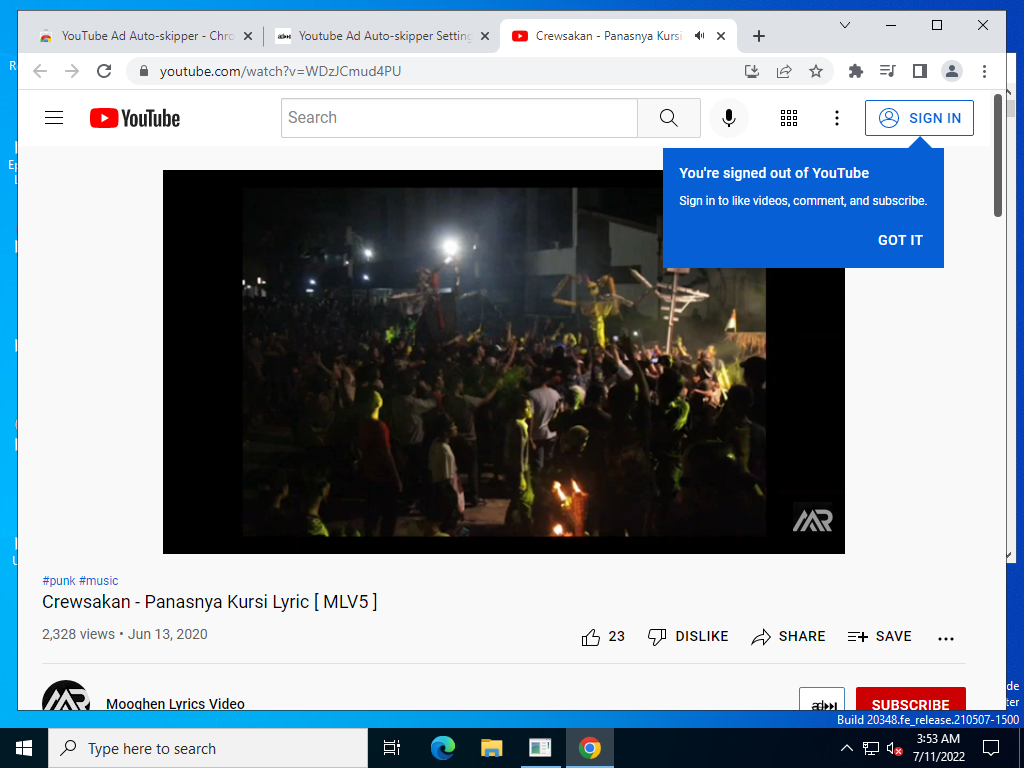 YouTube Ad Auto-skipper - Chro
Youtube Ad Auto-skipper Setting
Crewsakan - Panasnya Kursi
youtube.com/watch?v=WDzJCmud4PU
YouTube
Search
SIGN IN
You're signed out of YouTube
Sign in to like videos, comment, and subscribe.
GOT IT
#punk #music
Crewsakan - Panasnya Kursi Lyric [ MLV5 ]
2,328 views • Jun 13, 2020
23
DISLIKE
SHARE
SAVE
Mooghen Lyrics Video
SUBSCRIBE
Build 20348.fe_release.210507-1500
Type here to search
3:53 AM
7/11/2022